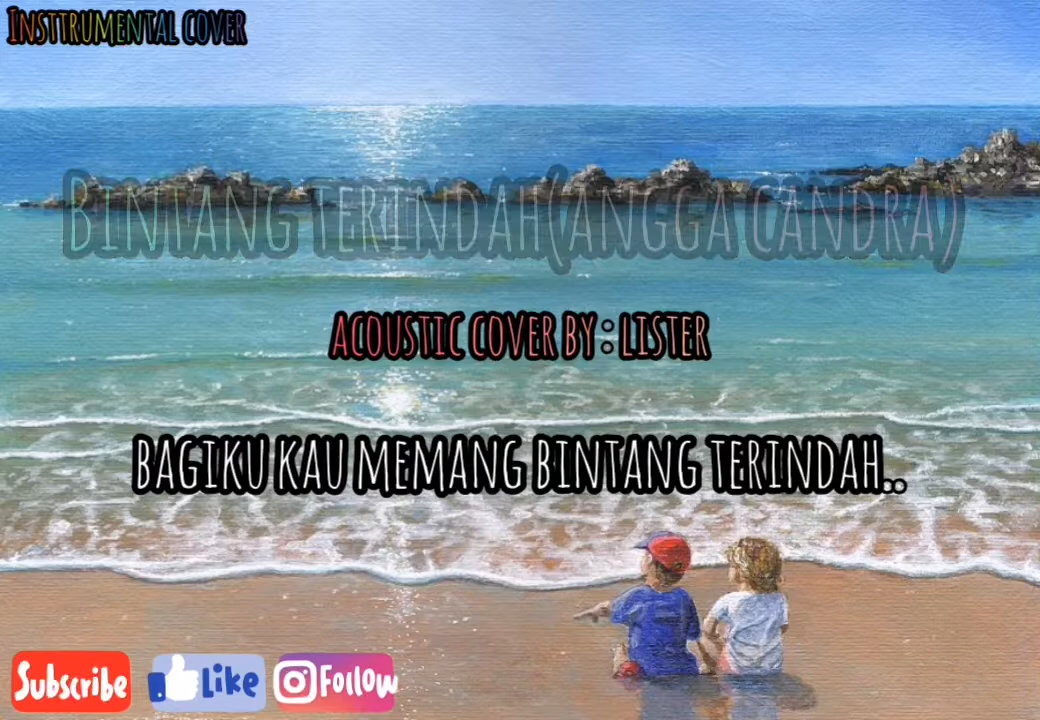 INSTTRUMENTAL COVER
BINTANG TERINDAH(ANGGA CANDRA)
ACOUSTIC COVER BY : LISTER
BAGIKU KAU MEMANG BINTANG TERINDAH..
Subscribe
Like
Follow